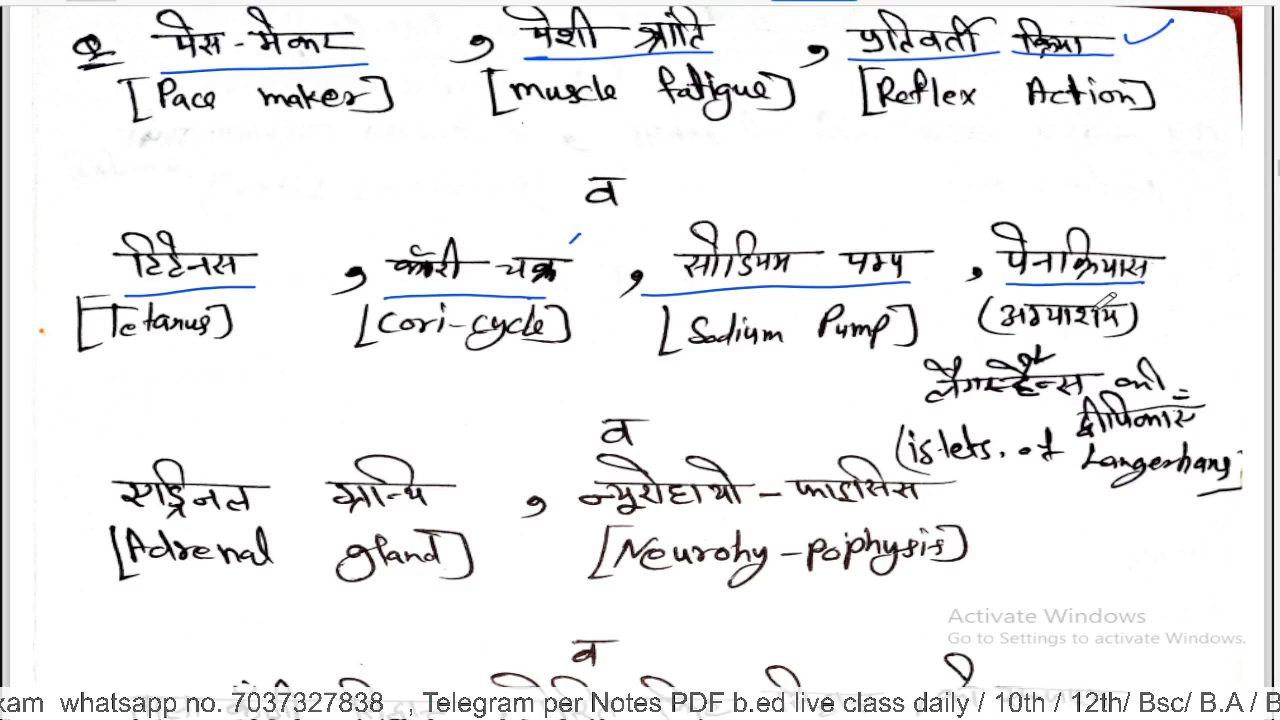 Q पेस-मेकर , पेशी श्रांति , प्रतिवर्ती क्रिया
[Pace maker] [muscle fatigue] [Reflex Action]
व
टिटैनस , कॉरी चक्र , सोडियम पम्प , पेनक्रियास
[Tetanus] [Cori-cycle] [Sodium Pump] (अग्न्याशय)
लैंगरहैन्स की
द्वीपिकाएं
व
(islets. of Langerhans
एड्रिनल ग्रन्थि , न्यूरोहायपो-फाइसिस
[Adrenal gland] [Neurohy-pophysis]
Activate Windows
Go to Settings to activate Windows.
व
xam whatsapp no. 7037327838 , Telegram per Notes PDF b.ed live class daily / 10th / 12th/ Bsc/ B.A / B